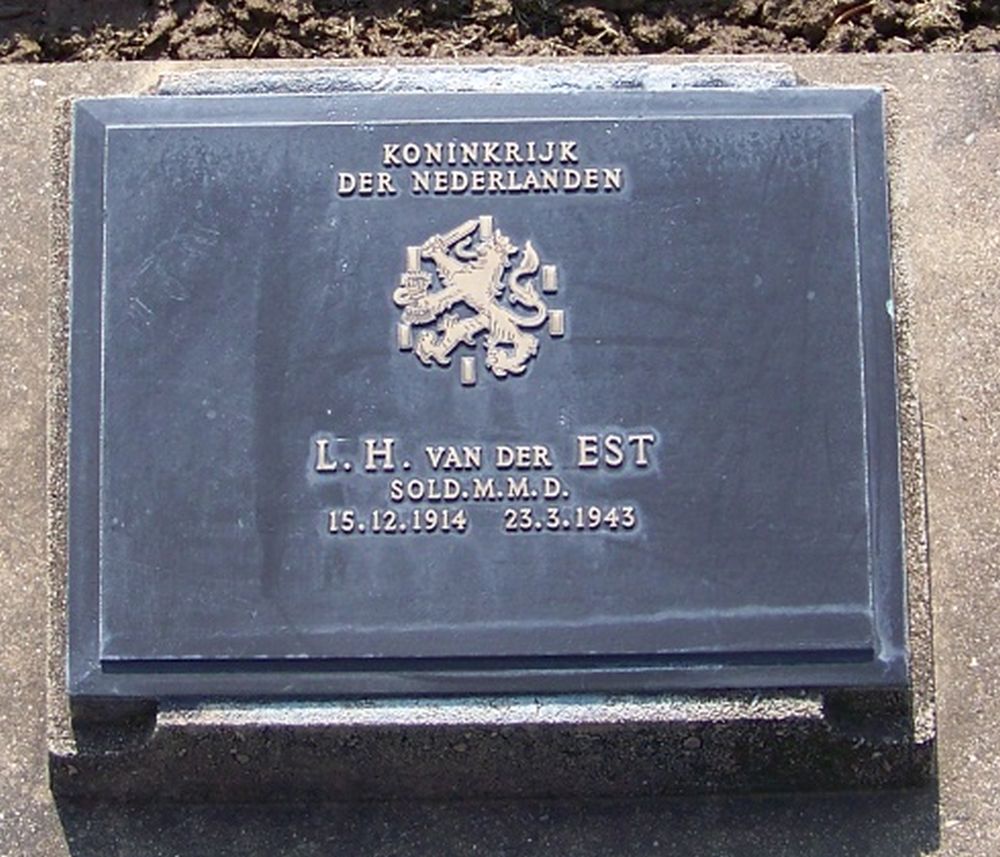 KONINKRIJK
DER NEDERLANDEN
L. H. VAN DER EST
SOLD. M. M. D.
15.12.1914 23.3.1943